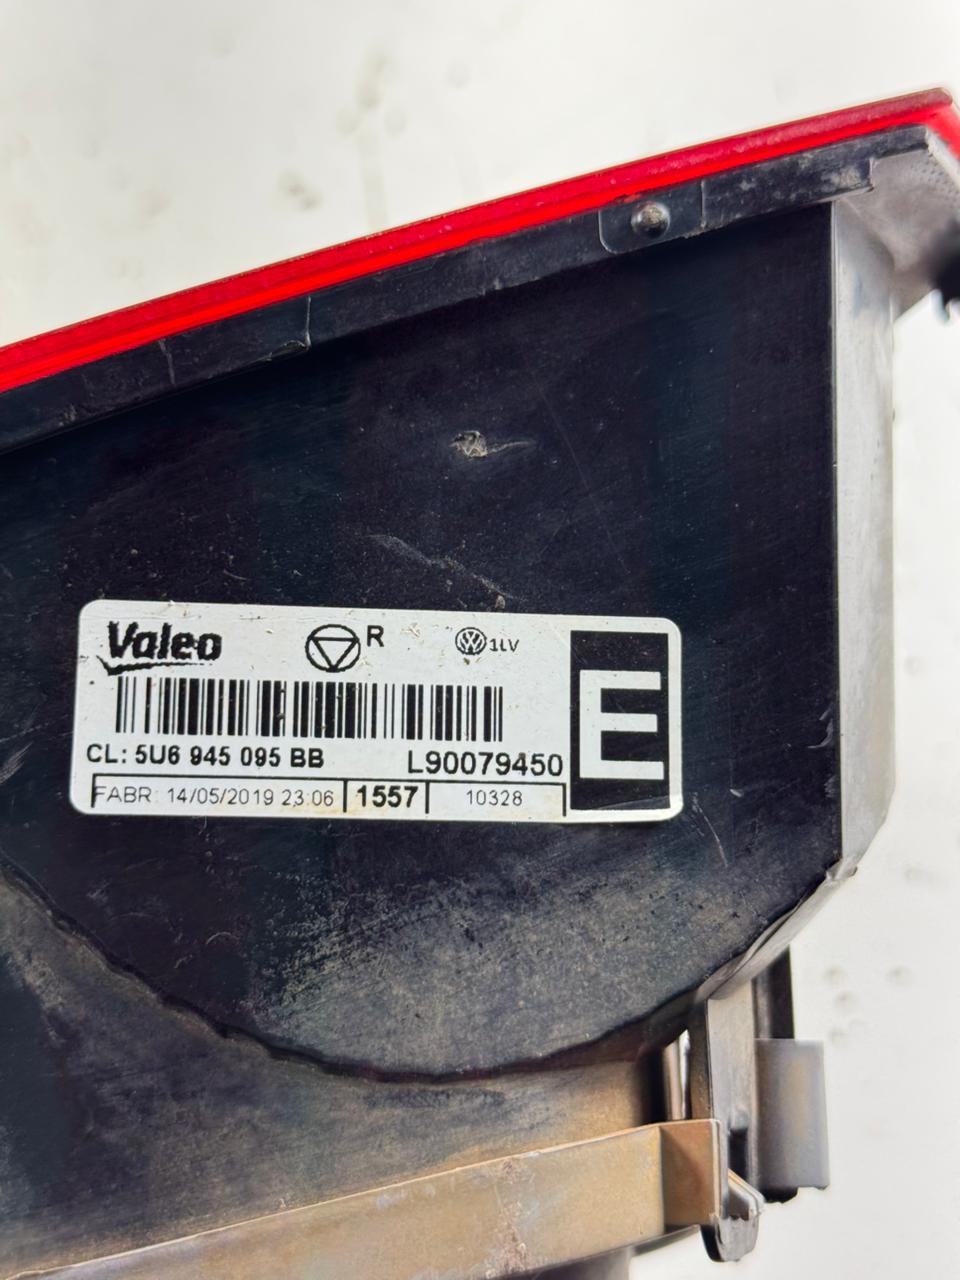 Valeo R 1LV
E
CL: 5U6 945 095 BB L90079450
FABR: 14/05/2019 23:06 1557 10328